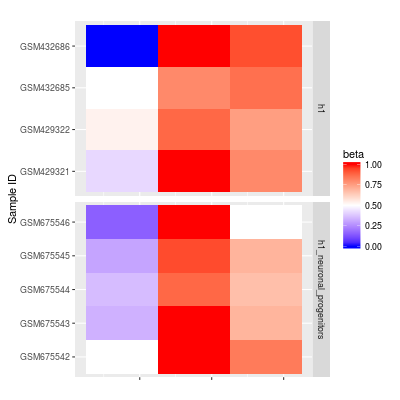 GSM432686
GSM432685
GSM429322
GSM429321
h1
GSM675546
GSM675545
GSM675544
GSM675543
GSM675542
h1_neuronal_progenitors
Sample ID
beta
1.00
0.75
0.50
0.25
0.00